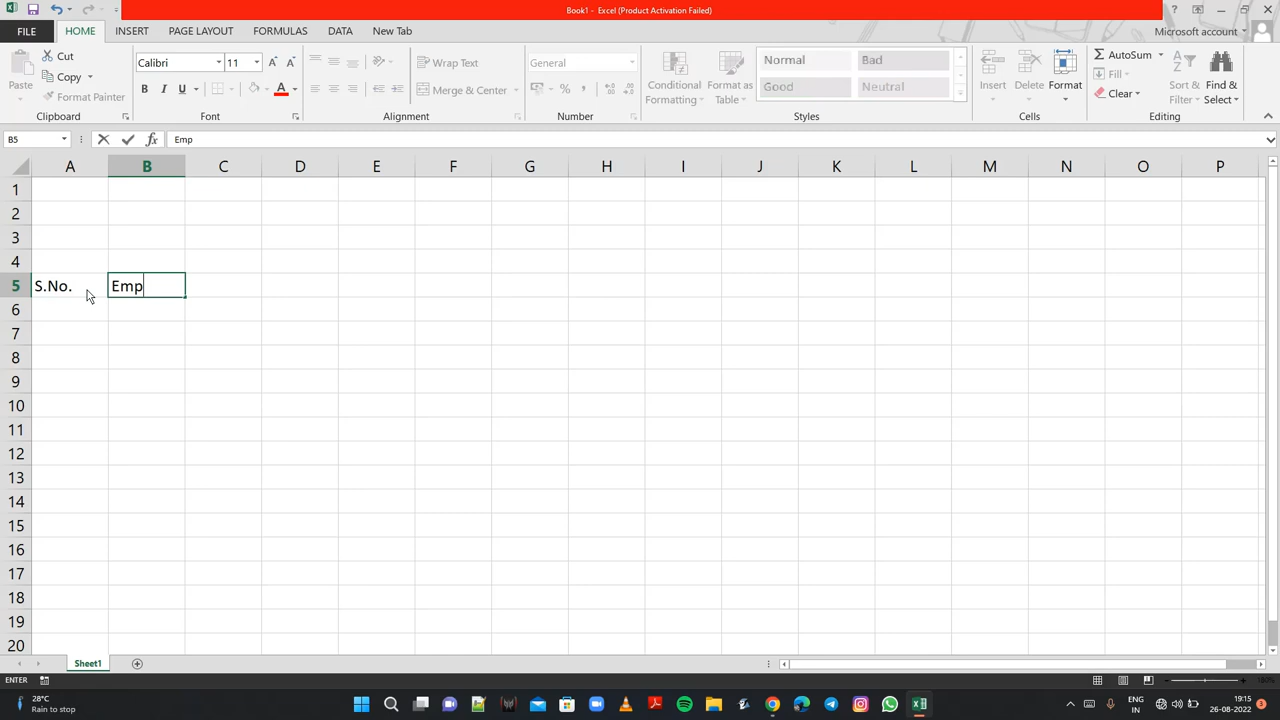 Book1 - Excel (Product Activation Failed)
FILE HOME INSERT PAGE LAYOUT FORMULAS DATA New Tab Microsoft account
Cut
Copy
Format Painter
Paste
Clipboard
Calibri 11
B I U A
Font
Wrap Text
Merge & Center
Alignment
General
% ,
Number
Conditional Formatting
Format as Table
Normal Bad
Good Neutral
Styles
Insert Delete Format
Cells
AutoSum
Fill
Clear
Sort & Filter
Find & Select
Editing
B5 fx Emp
A B C D E F G H I J K L M N O P
1
2
3
4
5 S.No. Emp
6
7
8
9
10
11
12
13
14
15
16
17
18
19
20
Sheet1
ENTER
28°C
Rain to stop
ENG
IN
19:15
26-08-2022